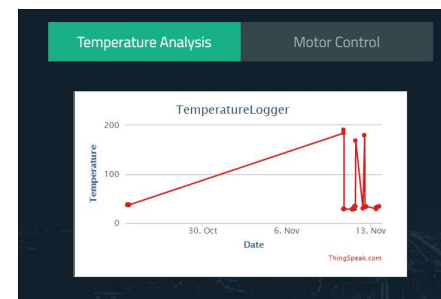 Temperature Analysis
Motor Control
TemperatureLogger
Temperature
200
100
0
30. Oct
6. Nov
13. Nov
Date
ThingSpeak.com